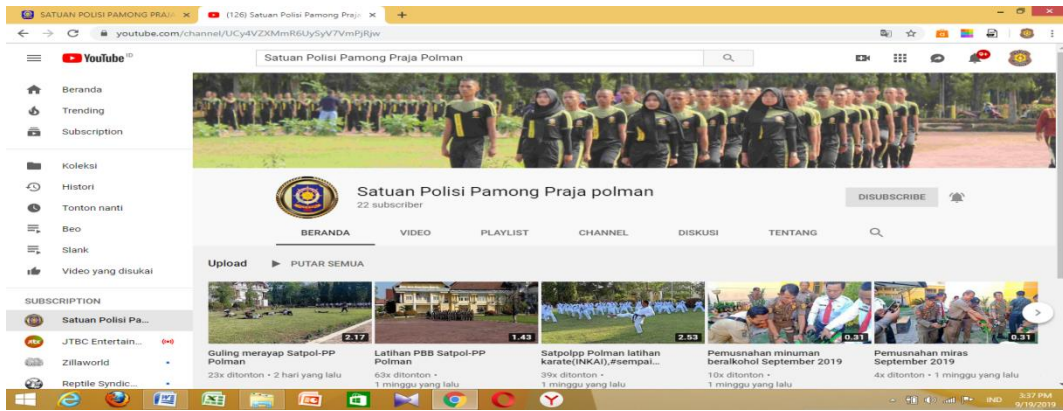 SATUAN POLISI PAMONG PRAJA
(126) Satuan Polisi Pamong Praja
youtube.com/channel/UCy4VZXMmR6UySyV7VmPjRjw
YouTube ID
Satuan Polisi Pamong Praja Polman
9+
Beranda
Trending
Subscription
Koleksi
Histori
Tonton nanti
Beo
Slank
Video yang disukai
SUBSCRIPTION
Satuan Polisi Pa...
JTBC Entertain...
Zillaworld
Reptile Syndic...
Satuan Polisi Pamong Praja polman
22 subscriber
DISUBSCRIBE
BERANDA VIDEO PLAYLIST CHANNEL DISKUSI TENTANG
Upload PUTAR SEMUA
2.17
Guling merayap Satpol-PP
Polman
23x ditonton • 2 hari yang lalu
1.43
Latihan PBB Satpol-PP
Polman
63x ditonton •
1 minggu yang lalu
2.53
Satpolpp Polman latihan
karate(INKAI),#sempai...
39x ditonton •
1 minggu yang lalu
0.31
Pemusnahan minuman
beralkohol September 2019
10x ditonton •
1 minggu yang lalu
0.31
Pemusnahan miras
September 2019
4x ditonton • 1 minggu yang lalu
IND
3:37 PM
9/19/2019